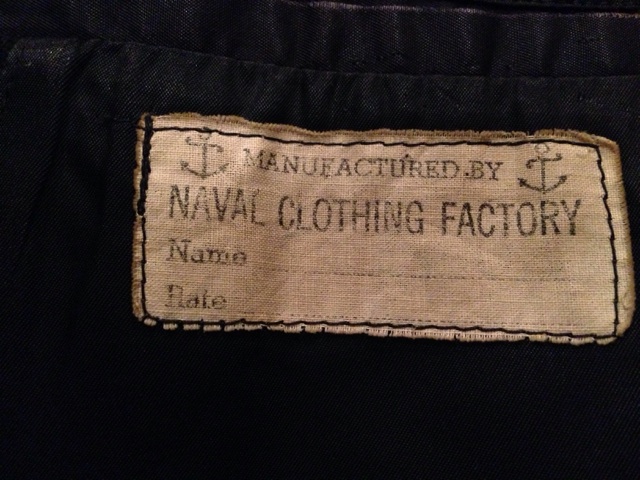 MANUFACTURED BY
NAVAL CLOTHING FACTORY
Name
Rate